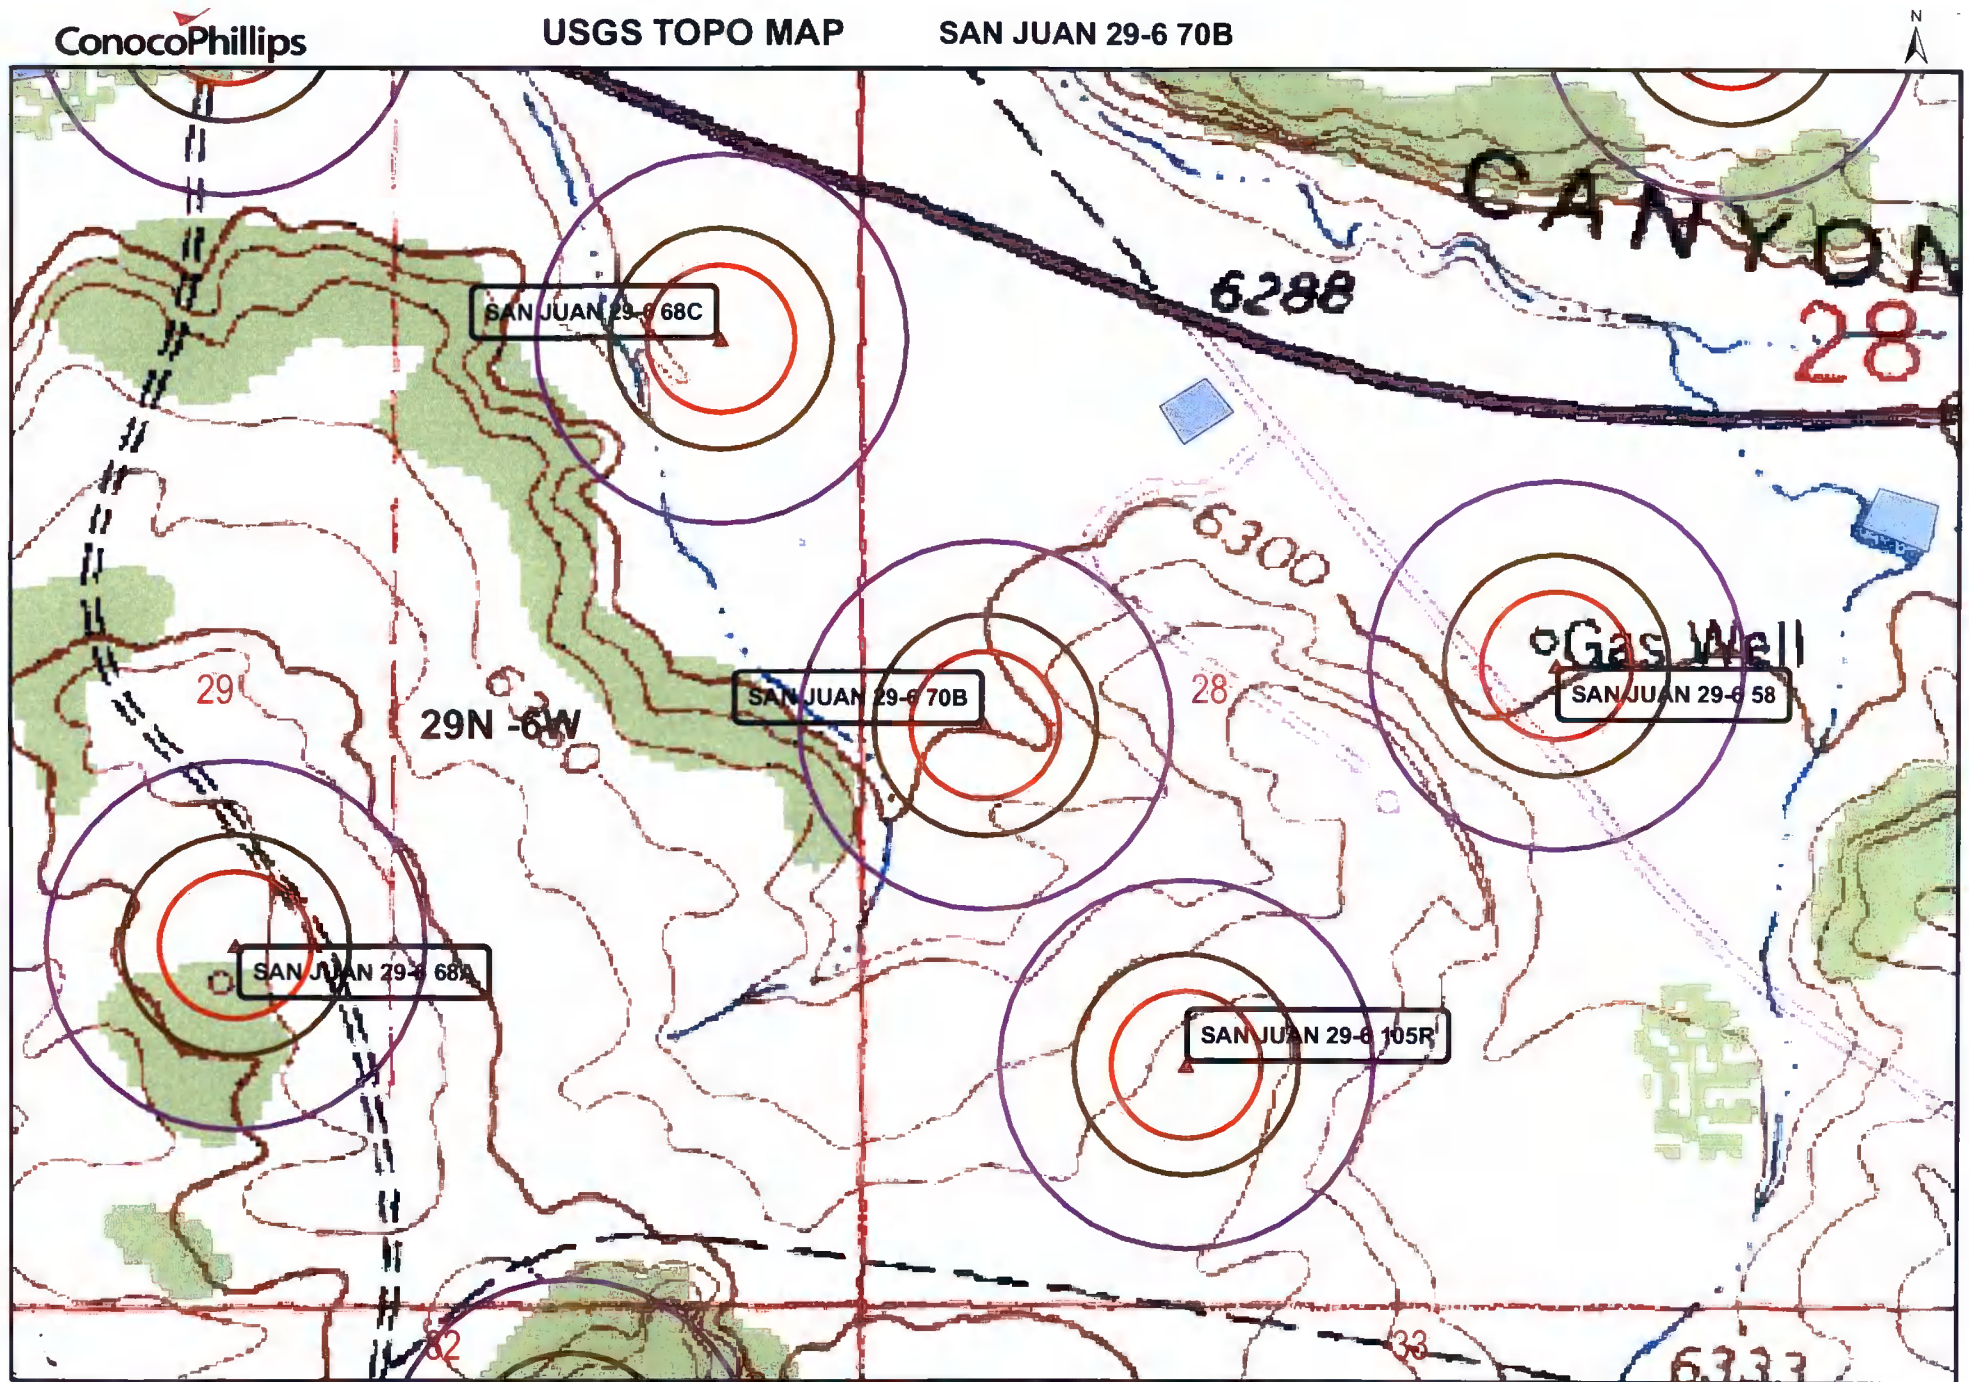 ConocoPhillips
USGS TOPO MAP
SAN JUAN 29-6 70B
N
CANYON
6288
28
SAN JUAN 29-6 68C
6300
Gas Well
SAN JUAN 29-6 58
29
29N -6W
SAN JUAN 29-6 70B
28
SAN JUAN 29-6 68A
SAN JUAN 29-6 105R
32
33
6333